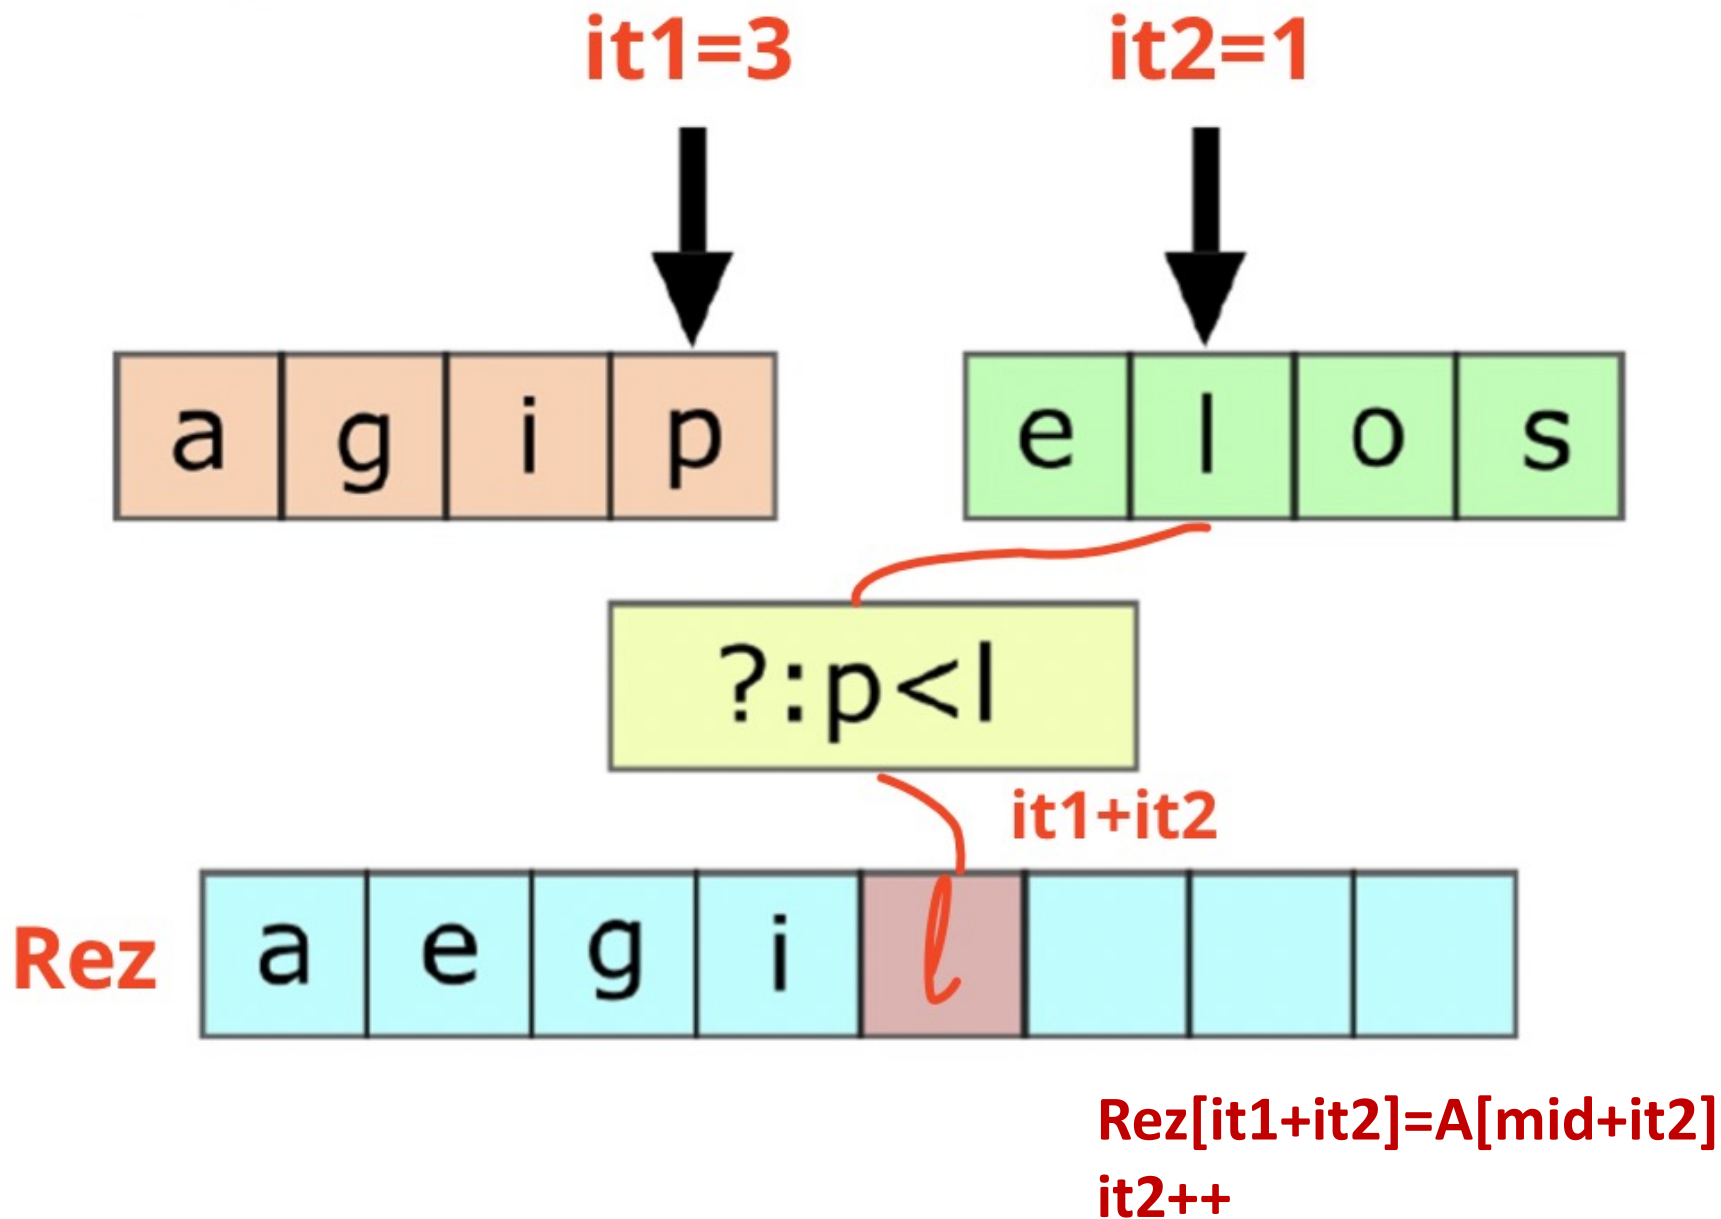 it1=3 it2=1
a g i p e l o s
?:p<l
it1+it2
Rez a e g i l
Rez[it1+it2]=A[mid+it2]
it2++